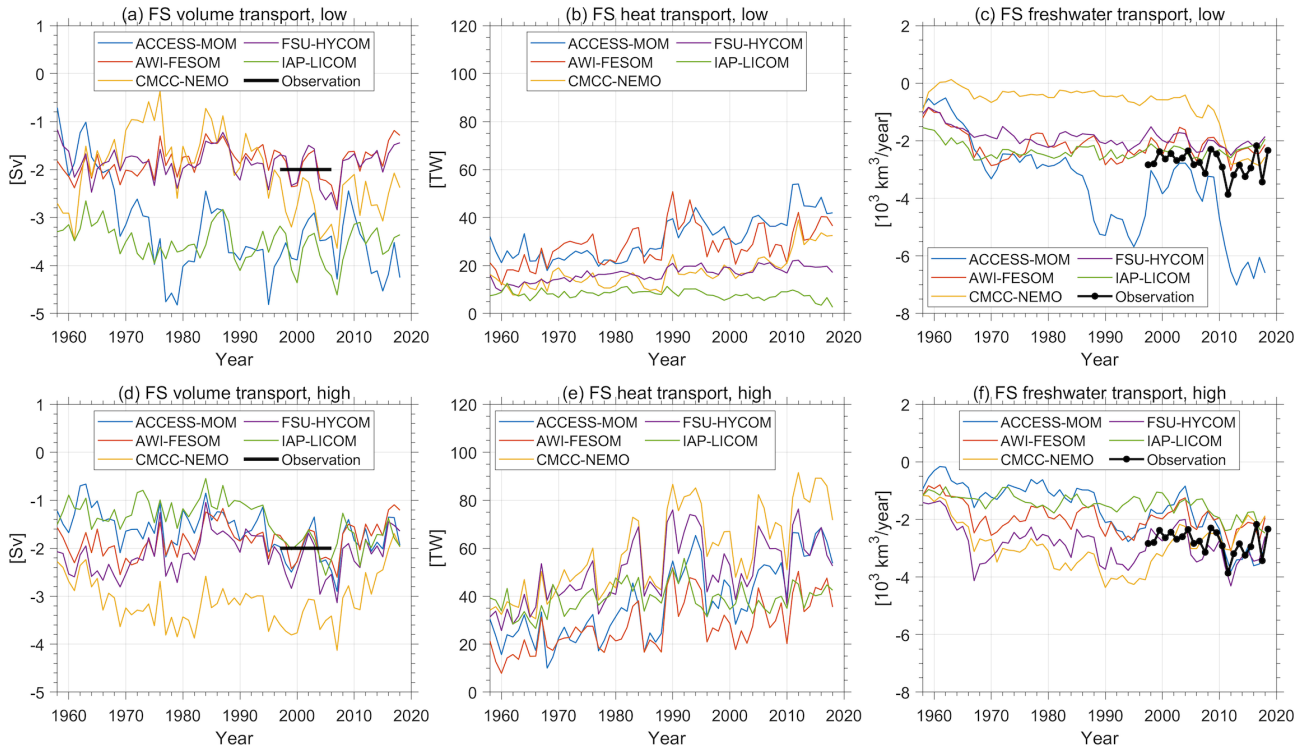 (a) FS volume transport, low
ACCESS-MOM FSU-HYCOM
AWI-FESOM IAP-LICOM
CMCC-NEMO Observation
[Sv]
1
0
-1
-2
-3
-4
-5
1960 1970 1980 1990 2000 2010 2020
Year
(b) FS heat transport, low
ACCESS-MOM FSU-HYCOM
AWI-FESOM IAP-LICOM
CMCC-NEMO
[TW]
120
100
80
60
40
20
0
1960 1970 1980 1990 2000 2010 2020
Year
(c) FS freshwater transport, low
[10³ km³/year]
2
0
-2
-4
-6
-8
ACCESS-MOM FSU-HYCOM
AWI-FESOM IAP-LICOM
CMCC-NEMO Observation
1960 1970 1980 1990 2000 2010 2020
Year
(d) FS volume transport, high
ACCESS-MOM FSU-HYCOM
AWI-FESOM IAP-LICOM
CMCC-NEMO Observation
[Sv]
1
0
-1
-2
-3
-4
-5
1960 1970 1980 1990 2000 2010 2020
Year
(e) FS heat transport, high
ACCESS-MOM FSU-HYCOM
AWI-FESOM IAP-LICOM
CMCC-NEMO
[TW]
120
100
80
60
40
20
0
1960 1970 1980 1990 2000 2010 2020
Year
(f) FS freshwater transport, high
ACCESS-MOM FSU-HYCOM
AWI-FESOM IAP-LICOM
CMCC-NEMO Observation
[10³ km³/year]
2
0
-2
-4
-6
-8
1960 1970 1980 1990 2000 2010 2020
Year